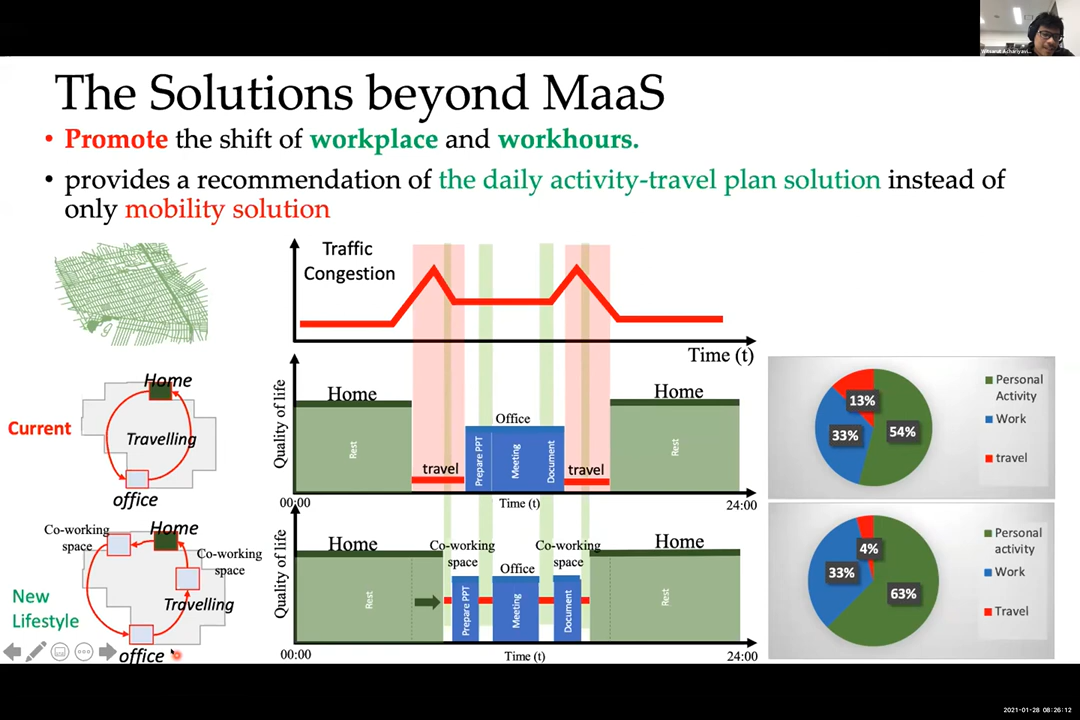 The Solutions beyond MaaS
• Promote the shift of workplace and workhours.
• provides a recommendation of the daily activity-travel plan solution instead of
only mobility solution
Traffic
Congestion
Time (t)
Current
Home
Travelling
office
Quality of life
Home
Rest
travel
Office
Prepare PPT
Meeting
Document
travel
Home
Rest
00:00
Time (t)
24:00
13%
33%
54%
Personal
Activity
Work
travel
New
Lifestyle
Co-working
space
Home
Co-working
space
Travelling
office
Quality of life
Home
Rest
Co-working
space
Prepare PPT
Office
Meeting
Co-working
space
Document
Home
Rest
00:00
Time (t)
24:00
4%
33%
63%
Personal
activity
Work
Travel
2021-01-28 08:26:12